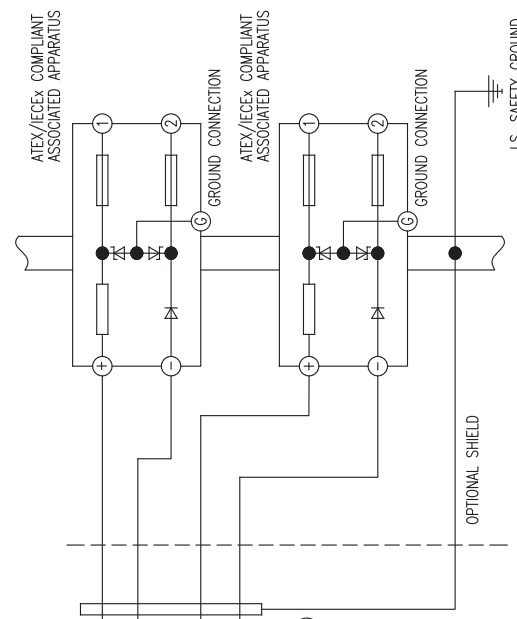 ATEX/IECEx COMPLIANT
ASSOCIATED APPARATUS
1
2
G
GROUND CONNECTION
+
-
ATEX/IECEx COMPLIANT
ASSOCIATED APPARATUS
1
2
G
GROUND CONNECTION
+
-
OPTIONAL SHIELD
I.S. SAFETY GROUND